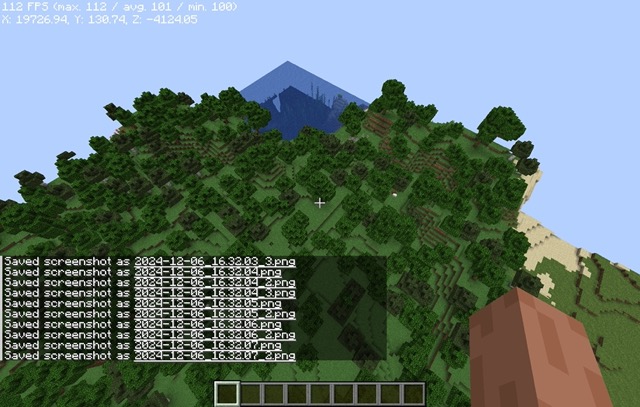 112 FPS (max. 112 / avg. 101 / min. 100)
X: 19726.94, Y: 130.74, Z: -4124.05
Saved screenshot as 2024-12-06_16.32.03_3.png
Saved screenshot as 2024-12-06_16.32.04.png
Saved screenshot as 2024-12-06_16.32.04_2.png
Saved screenshot as 2024-12-06_16.32.04_3.png
Saved screenshot as 2024-12-06_16.32.05.png
Saved screenshot as 2024-12-06_16.32.05_2.png
Saved screenshot as 2024-12-06_16.32.06.png
Saved screenshot as 2024-12-06_16.32.06_2.png
Saved screenshot as 2024-12-06_16.32.07.png
Saved screenshot as 2024-12-06_16.32.07_2.png